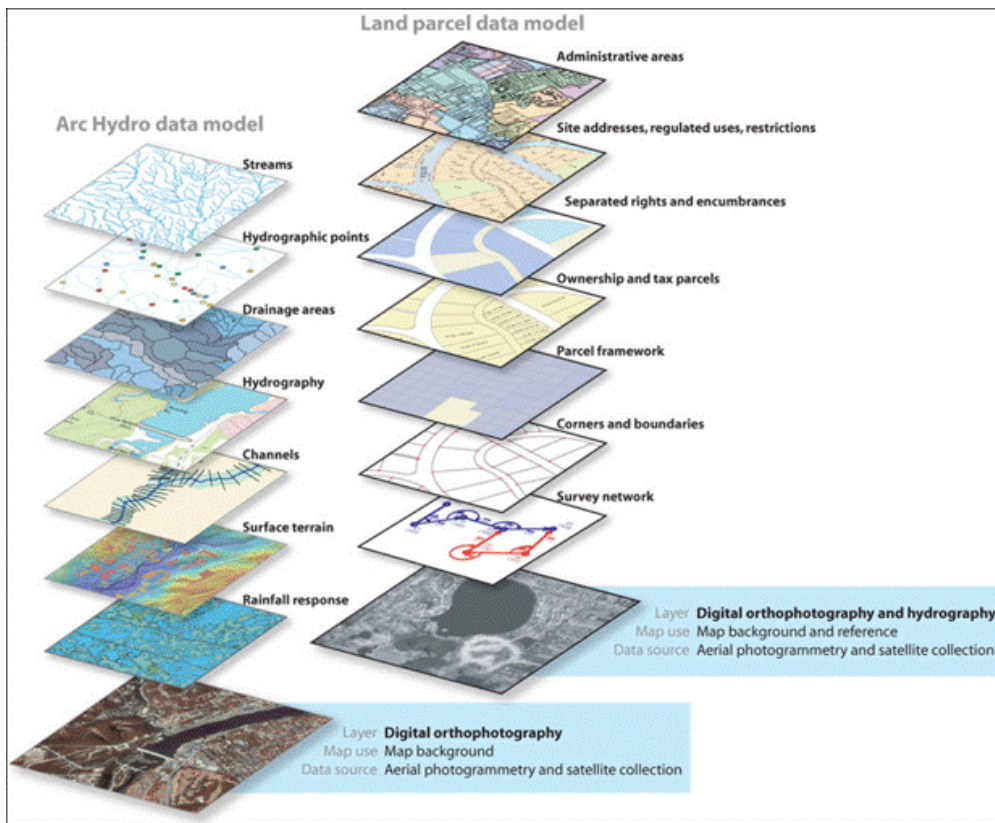 Land parcel data model
Administrative areas
Arc Hydro data model
Site addresses, regulated uses, restrictions
Streams
Separated rights and encumbrances
Hydrographic points
Ownership and tax parcels
Drainage areas
Parcel framework
Hydrography
Corners and boundaries
Channels
Survey network
Surface terrain
Rainfall response
Layer Digital orthophotography and hydrography
Map use Map background and reference
Data source Aerial photogrammetry and satellite collection
Layer Digital orthophotography
Map use Map background
Data source Aerial photogrammetry and satellite collection